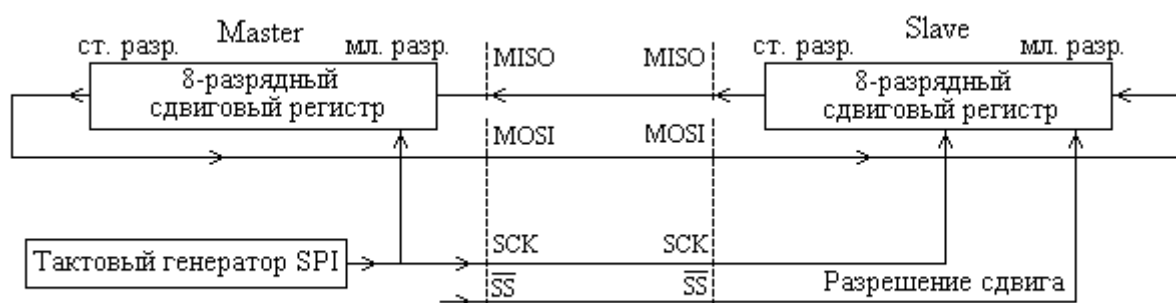 Master
Slave
ст. разр.
мл. разр.
ст. разр.
мл. разр.
MISO
MISO
8-разрядный
сдвиговый регистр
8-разрядный
сдвиговый регистр
MOSI
MOSI
SCK
SCK
Тактовый генератор SPI
SS
SS
Разрешение сдвига